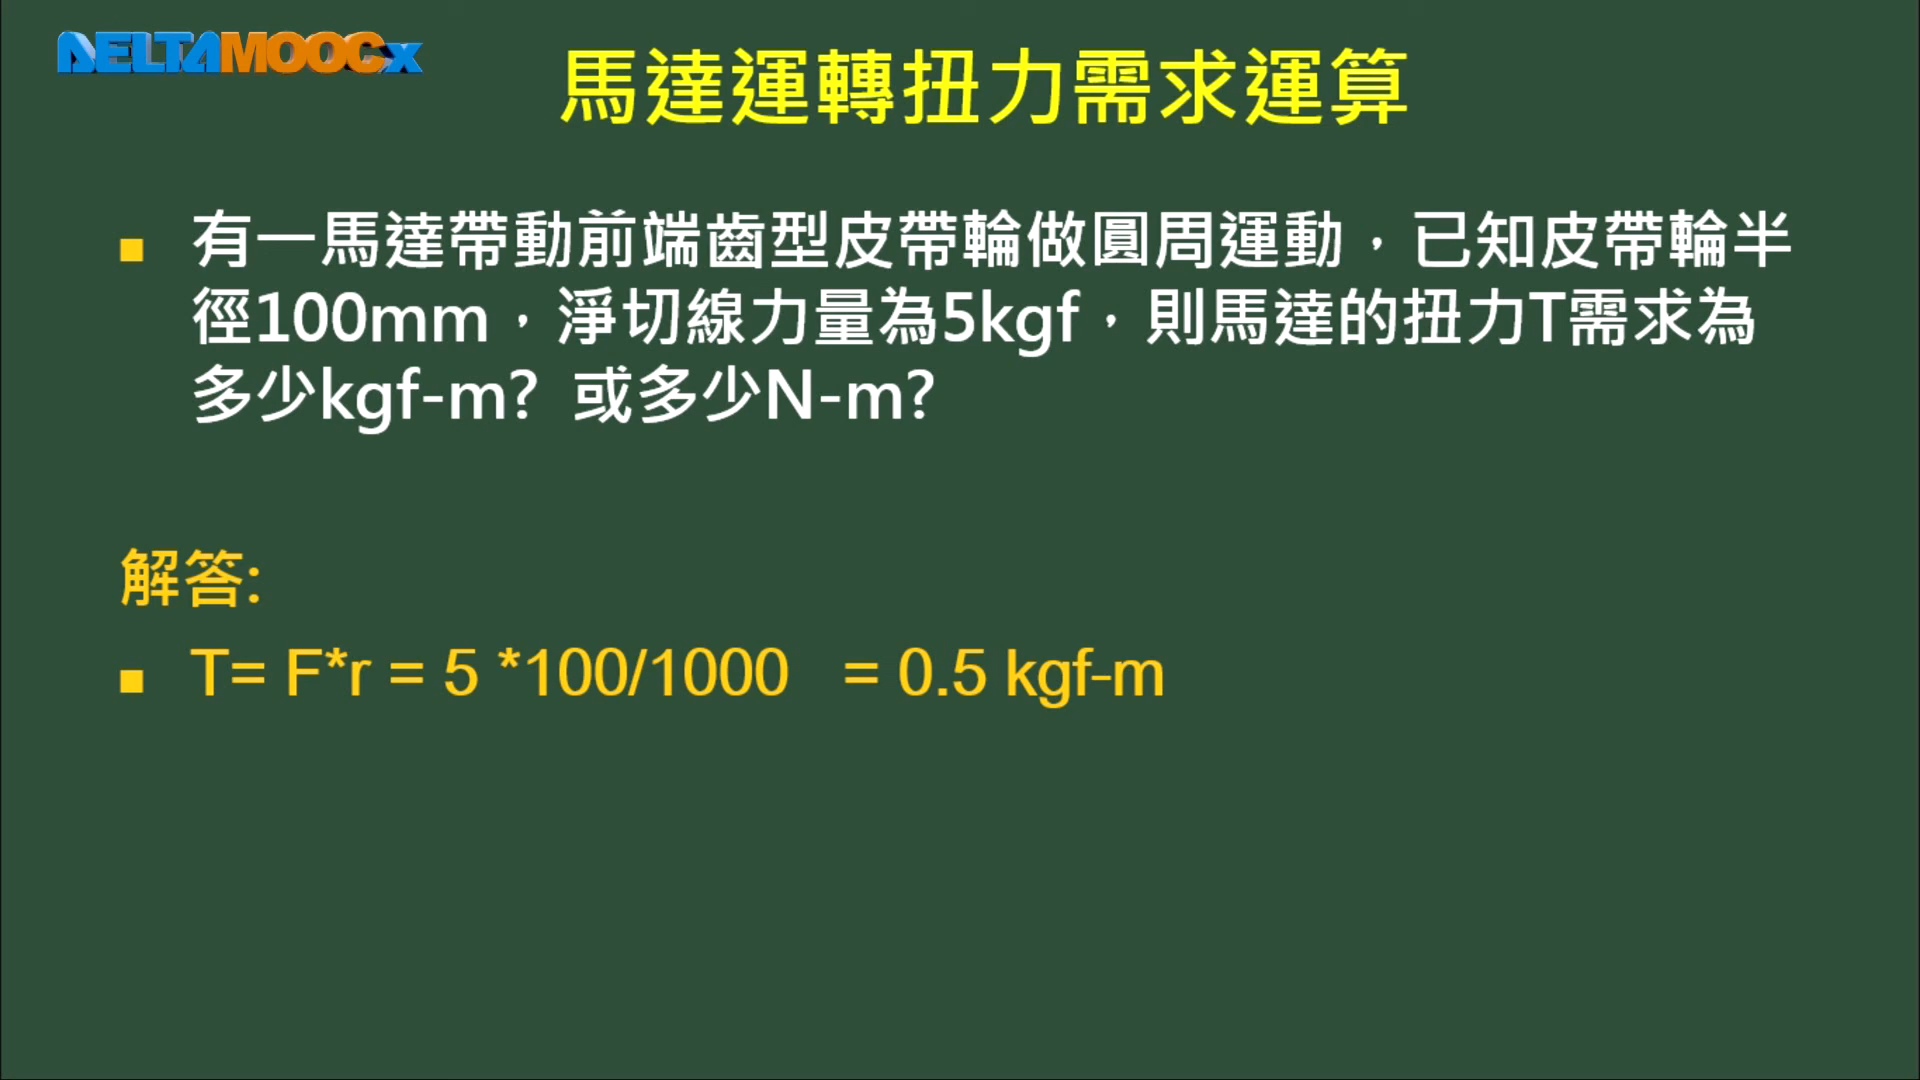 DELTAMOOCx
馬達運轉扭力需求運算
有一馬達帶動前端齒型皮帶輪做圓周運動，已知皮帶輪半
徑100mm，淨切線力量為5kgf，則馬達的扭力T需求為
多少kgf-m? 或多少N-m?
解答:
T= F*r = 5 *100/1000 = 0.5 kgf-m